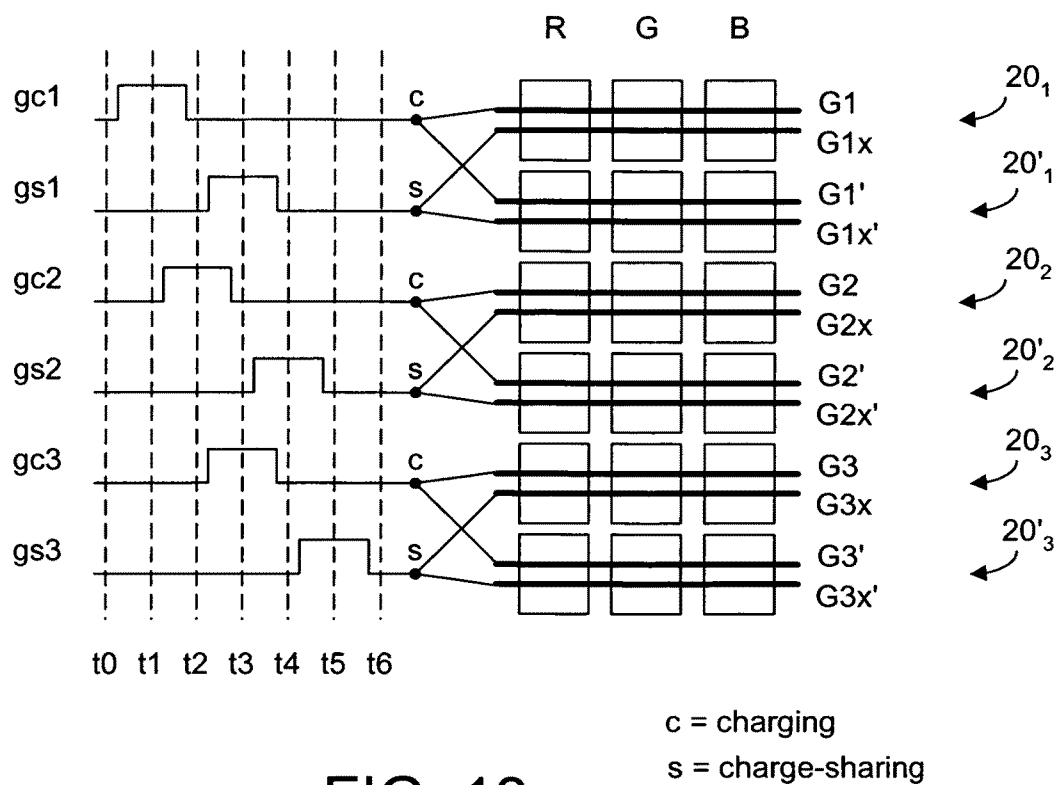 R G B
gc1 c G1 20₁
G1x
gs1 s G1' 20'₁
G1x'
gc2 c G2 20₂
G2x
gs2 s G2' 20'₂
G2x'
gc3 c G3 20₃
G3x
gs3 s G3' 20'₃
G3x'
t0 t1 t2 t3 t4 t5 t6
c = charging
s = charge-sharing
FIG.